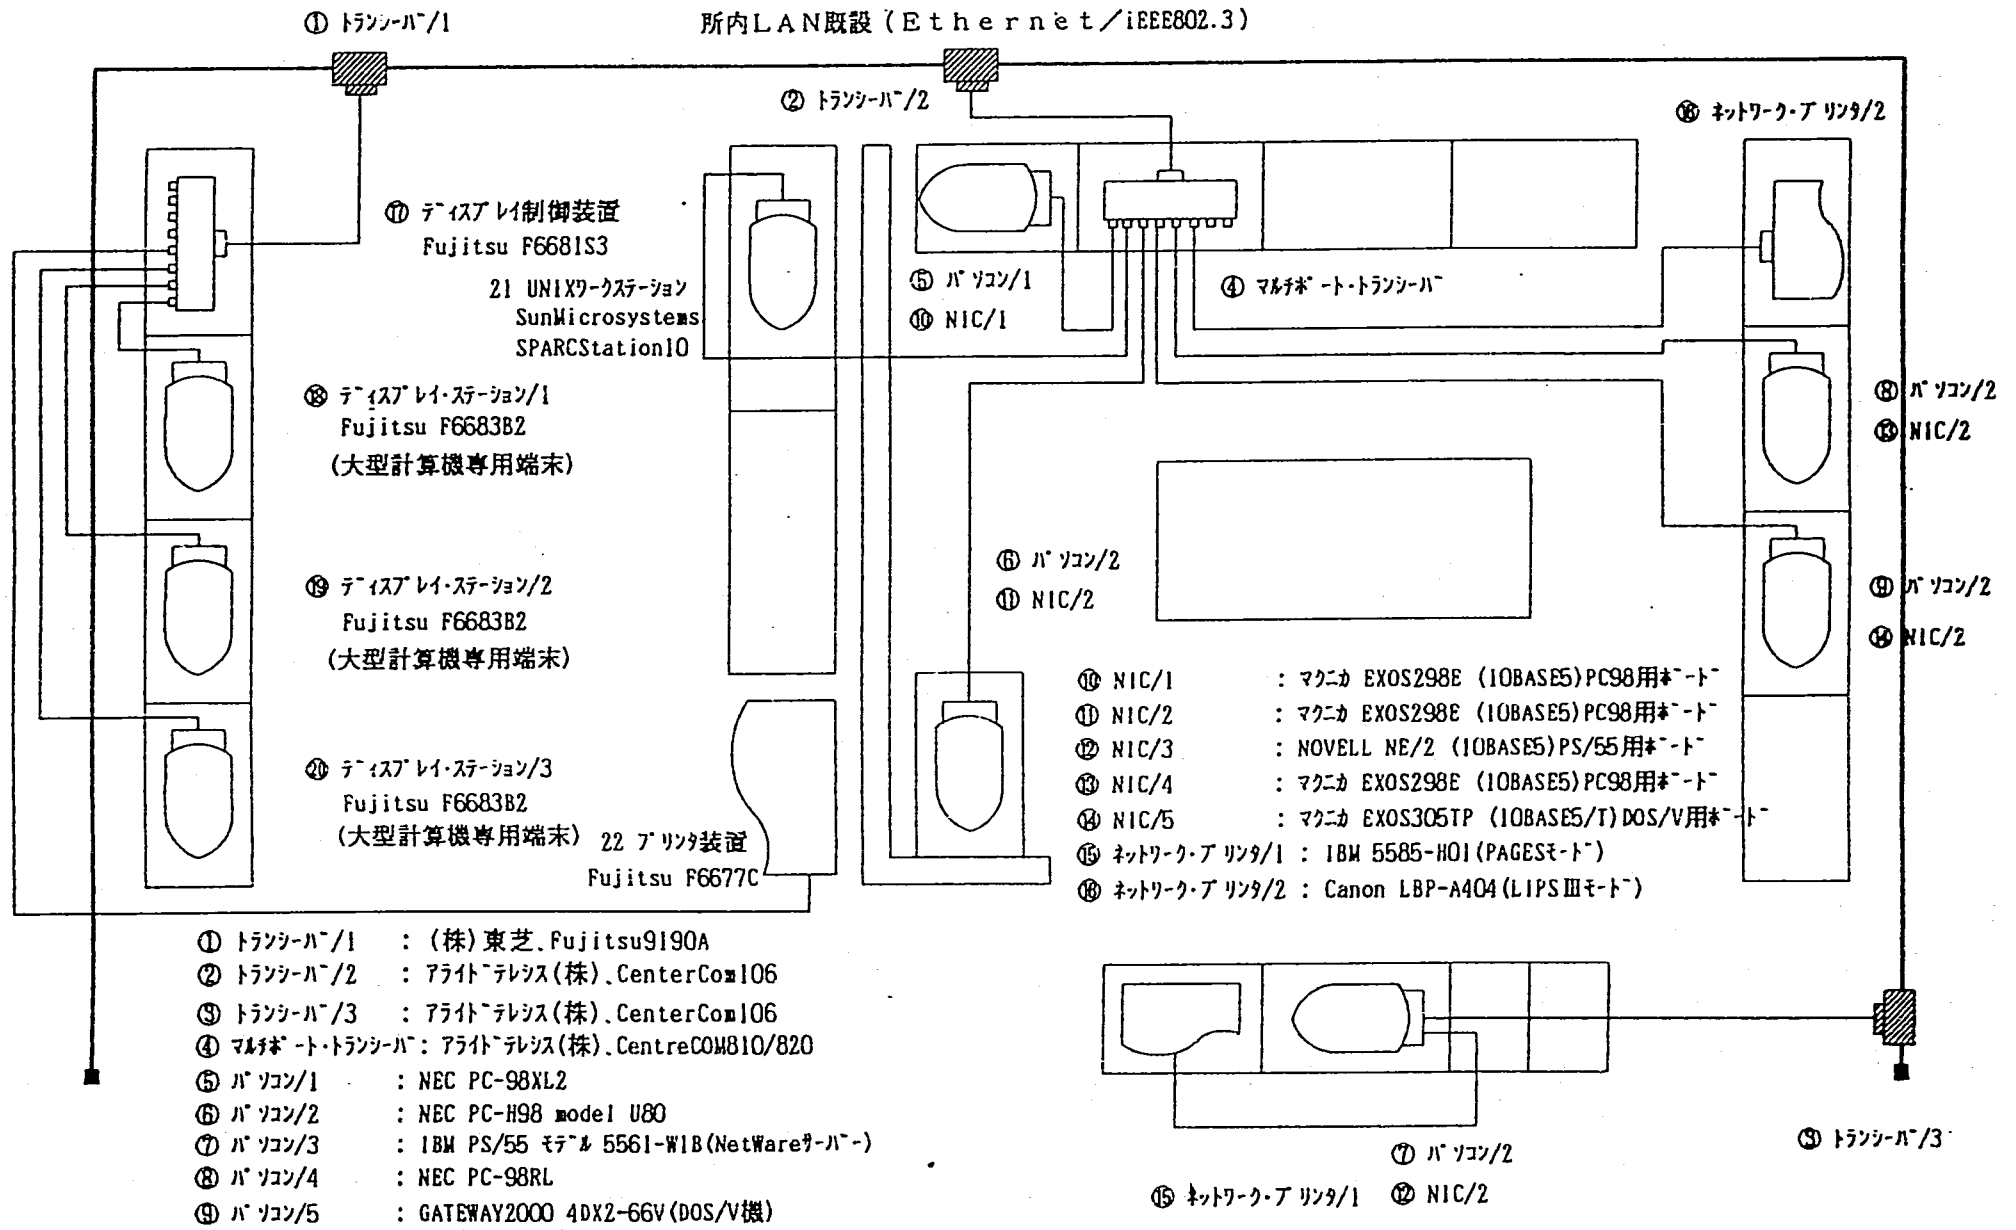 ① トランシーバ/1
所内LAN既設(Ethernet/iEEE802.3)
② トランシーバ/2
⑯ ネットワーク・プリンタ/2
⑰ ディスプレイ制御装置
Fujitsu F6681S3
21 UNIXワークステーション
SunMicrosystems
SPARCStation10
⑤ パソコン/1
⑩ NIC/1
④ マルチポート・トランシーバ
⑱ ディスプレイ・ステーション/1
Fujitsu F6683B2
(大型計算機専用端末)
⑧ パソコン/2
⑬ NIC/2
⑥ パソコン/2
⑪ NIC/2
⑲ ディスプレイ・ステーション/2
Fujitsu F6683B2
(大型計算機専用端末)
⑨ パソコン/2
⑭ NIC/2
⑳ ディスプレイ・ステーション/3
Fujitsu F6683B2
(大型計算機専用端末)
22 プリンタ装置
Fujitsu F6677C
⑩ NIC/1 : マクニカ EXOS298E (10BASE5)PC98用ボード
⑪ NIC/2 : マクニカ EXOS298E (10BASE5)PC98用ボード
⑫ NIC/3 : NOVELL NE/2 (10BASE5)PS/55用ボード
⑬ NIC/4 : マクニカ EXOS298E (10BASE5)PC98用ボード
⑭ NIC/5 : マクニカ EXOS305TP (10BASE5/T)DOS/V用ボード
⑮ ネットワーク・プリンタ/1 : IBM 5585-H01(PAGESモード)
⑯ ネットワーク・プリンタ/2 : Canon LBP-A404(LIPSⅢモード)
① トランシーバ/1 : (株)東芝.Fujitsu9190A
② トランシーバ/2 : アライドテレシス(株).CenterCom106
③ トランシーバ/3 : アライドテレシス(株).CenterCom106
④ マルチポート・トランシーバ: アライドテレシス(株).CentreCOM810/820
⑤ パソコン/1 : NEC PC-98XL2
⑥ パソコン/2 : NEC PC-H98 model U80
⑦ パソコン/3 : IBM PS/55 モデル 5561-W1B(NetWareサーバー)
⑧ パソコン/4 : NEC PC-98RL
⑨ パソコン/5 : GATEWAY2000 4DX2-66V(DOS/V機)
③ トランシーバ/3
⑦ パソコン/2
⑮ ネットワーク・プリンタ/1
⑫ NIC/2